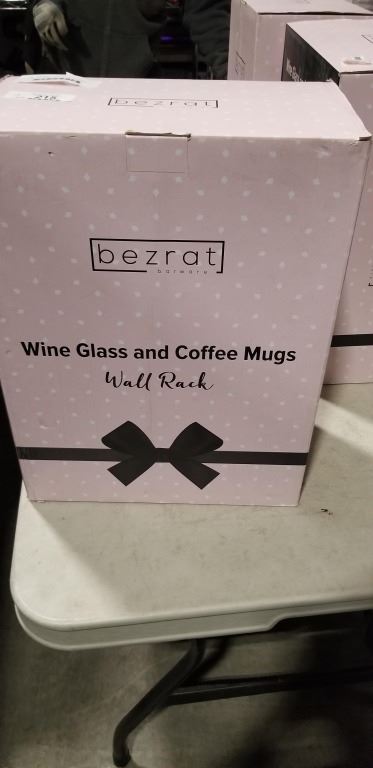 bezrat
bezrat
barware
Wine Glass and Coffee Mugs
Wall Rack